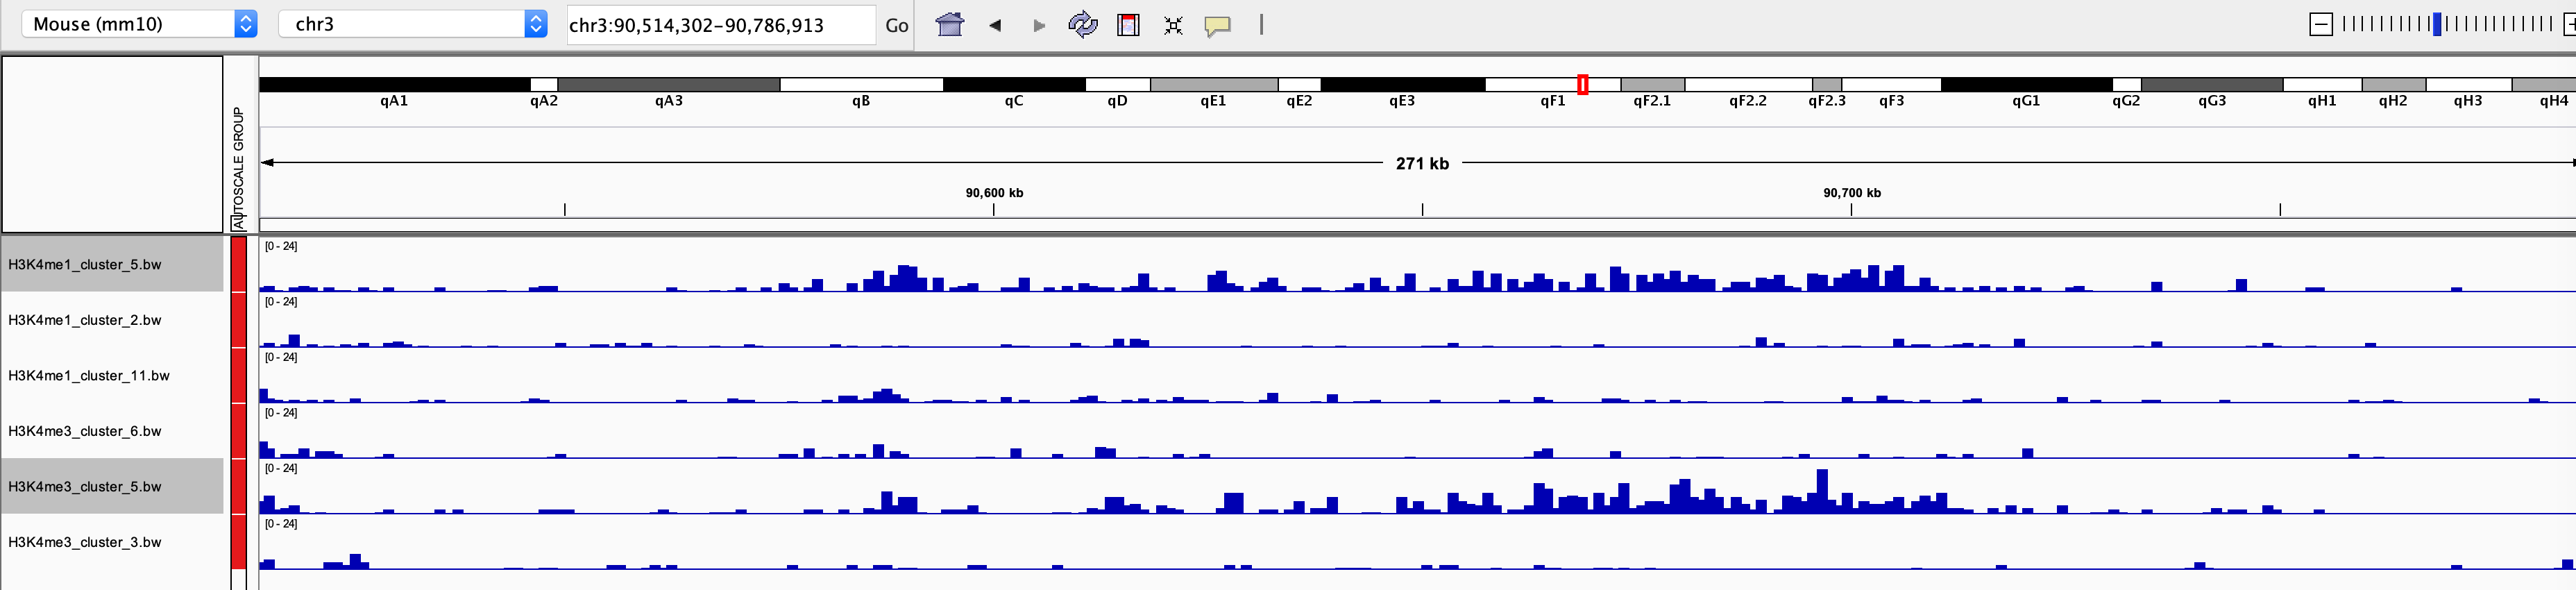 Mouse (mm10) chr3 chr3:90,514,302-90,786,913 Go
qA1 qA2 qA3 qB qC qD qE1 qE2 qE3 qF1 qF2.1 qF2.2 qF2.3 qF3 qG1 qG2 qG3 qH1 qH2 qH3 qH4
AUTOSCALE GROUP
271 kb
90,600 kb 90,700 kb
[0 - 24]
H3K4me1_cluster_5.bw
[0 - 24]
H3K4me1_cluster_2.bw
[0 - 24]
H3K4me1_cluster_11.bw
[0 - 24]
H3K4me3_cluster_6.bw
[0 - 24]
H3K4me3_cluster_5.bw
[0 - 24]
H3K4me3_cluster_3.bw